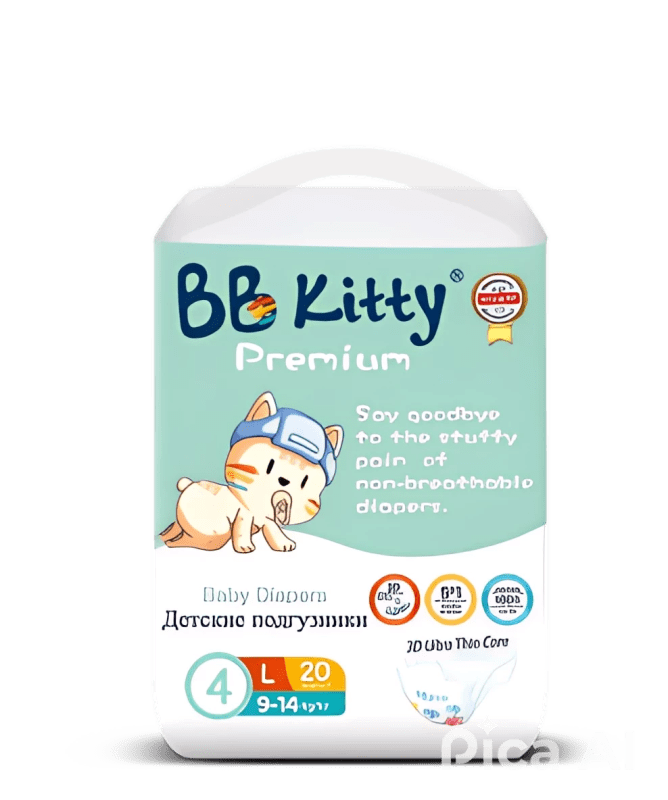 BB Kitty®
Premium
Say goodbye
to the stuffy
pain of
non-breathable
diapers.
Baby Diapers
Детские подгузники
4 L 20
9-14
Pica